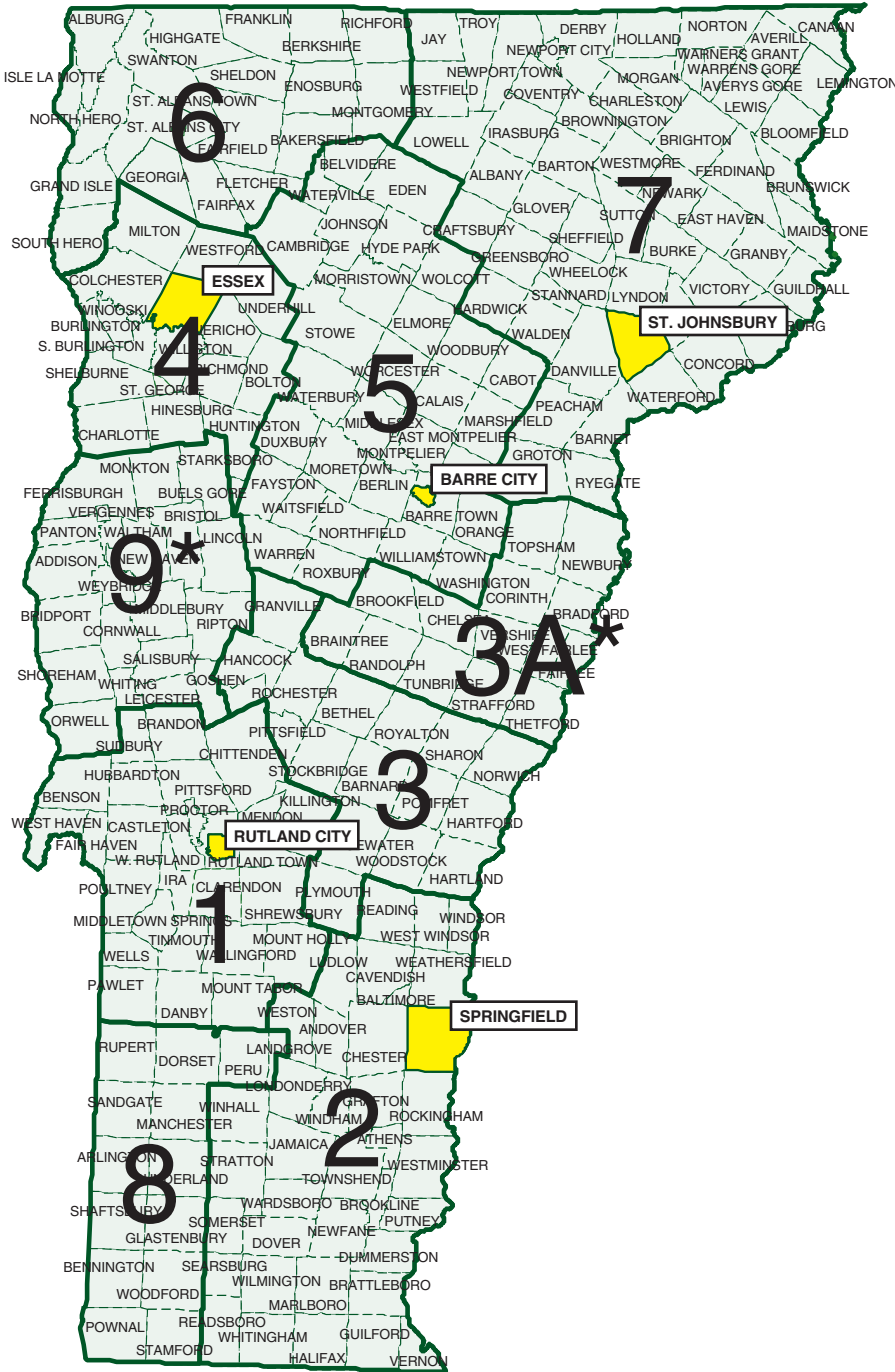 ALBURG
FRANKLIN
RICHFORD
TROY
DERBY
NORTON
CANAAN
HIGHGATE
BERKSHIRE
JAY
NEWPORT CITY
HOLLAND
AVERILL
WARNERS GRANT
WARRENS GORE
AVERYS GORE
SWANTON
ISLE LA MOTTE
SHELDON
ENOSBURG
NEWPORT TOWN
WESTFIELD
COVENTRY
MORGAN
LEMINGTON
CHARLESTON
LEWIS
ST. ALBANS TOWN
NORTH HERO
ST. ALBANS CITY
MONTGOMERY
BROWNINGTON
IRASBURG
BLOOMFIELD
6
BAKERSFIELD
FAIRFIELD
LOWELL
BRIGHTON
BELVIDERE
BARTON
WESTMORE
FERDINAND
GEORGIA
FLETCHER
GRAND ISLE
WATERVILLE
EDEN
ALBANY
NEWARK
BRUNSWICK
FAIRFAX
GLOVER
7
SUTTON
EAST HAVEN
MILTON
JOHNSON
CRAFTSBURY
MAIDSTONE
SOUTH HERO
WESTFORD
CAMBRIDGE
HYDE PARK
SHEFFIELD
BURKE
GRANBY
GREENSBORO
WHEELOCK
COLCHESTER
ESSEX
MORRISTOWN
WOLCOTT
STANNARD
LYNDON
VICTORY
GUILDHALL
WINOOSKI
UNDERHILL
HARDWICK
BURLINGTON
JERICHO
STOWE
ELMORE
WALDEN
ST. JOHNSBURY
S. BURLINGTON
4
WILLISTON
WOODBURY
SHELBURNE
RICHMOND
WORCESTER
CABOT
DANVILLE
CONCORD
ST. GEORGE
BOLTON
WATERBURY
5
CALAIS
PEACHAM
WATERFORD
HINESBURG
HUNTINGTON
MIDDLESEX
MARSHFIELD
CHARLOTTE
DUXBURY
EAST MONTPELIER
BARNET
MONTPELIER
GROTON
MONKTON
STARKSBORO
MORETOWN
BERLIN
BARRE CITY
RYEGATE
FERRISBURGH
BUELS GORE
FAYSTON
VERGENNES
BRISTOL
WAITSFIELD
BARRE TOWN
PANTON
WALTHAM
LINCOLN
NORTHFIELD
ORANGE
TOPSHAM
ADDISON
9*
NEW HAVEN
WARREN
WILLIAMSTOWN
NEWBURY
WEYBRIDGE
ROXBURY
WASHINGTON
CORINTH
BRIDPORT
MIDDLEBURY
GRANVILLE
BROOKFIELD
CHELSEA
BRADFORD
CORNWALL
RIPTON
BRAINTREE
VERSHIRE
3A*
WEST FAIRLEE
SALISBURY
HANCOCK
RANDOLPH
FAIRLEE
SHOREHAM
WHITING
GOSHEN
TUNBRIDGE
LEICESTER
ROCHESTER
STRAFFORD
ORWELL
BRANDON
BETHEL
THETFORD
SUDBURY
PITTSFIELD
ROYALTON
CHITTENDEN
SHARON
HUBBARDTON
STOCKBRIDGE
NORWICH
BENSON
PITTSFORD
BARNARD
3
KILLINGTON
POMFRET
WEST HAVEN
PROCTOR
MENDON
CASTLETON
HARTFORD
FAIR HAVEN
RUTLAND CITY
W. RUTLAND
RUTLAND TOWN
WOODSTOCK
IRA
CLARENDON
HARTLAND
POULTNEY
PLYMOUTH
1
MIDDLETOWN SPRINGS
SHREWSBURY
READING
WINDSOR
TINMOUTH
MOUNT HOLLY
WEST WINDSOR
WELLS
WALLINGFORD
LUDLOW
WEATHERSFIELD
CAVENDISH
PAWLET
MOUNT TABOR
BALTIMORE
DANBY
WESTON
SPRINGFIELD
ANDOVER
RUPERT
LANDGROVE
DORSET
CHESTER
PERU
LONDONDERRY
SANDGATE
WINHALL
GRAFTON
2
MANCHESTER
WINDHAM
ROCKINGHAM
JAMAICA
ATHENS
ARLINGTON
STRATTON
WESTMINSTER
8
TOWNSHEND
SHAFTSBURY
WARDSBORO
BROOKLINE
SOMERSET
PUTNEY
GLASTENBURY
NEWFANE
DOVER
DUMMERSTON
BENNINGTON
SEARSBURG
WILMINGTON
BRATTLEBORO
WOODFORD
MARLBORO
POWNAL
READSBORO
WHITINGHAM
GUILFORD
STAMFORD
HALIFAX
VERNON